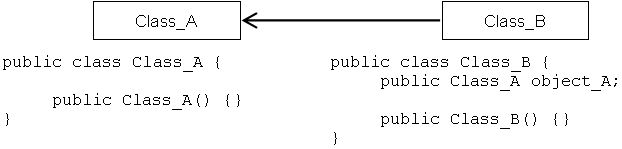 Class_A
Class_B
public class Class_A {
public Class_A() {}
}
public class Class_B {
public Class_A object_A;
public Class_B() {}
}